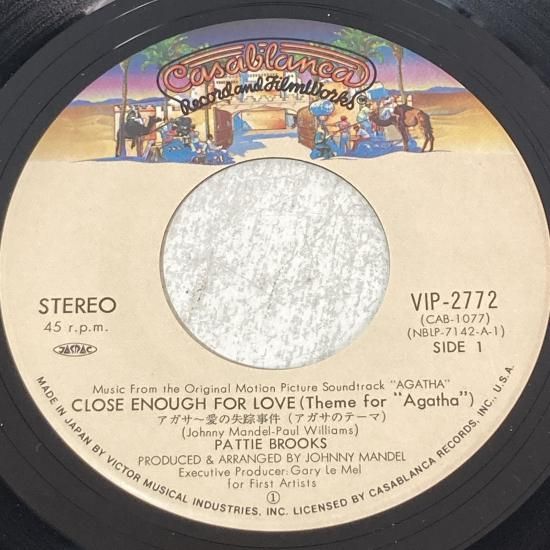 Casablanca
Record and FilmWorks
STEREO
45 r.p.m.
JASRAC
VIP-2772
(CAB-1077)
(NBLP-7142-A-1)
SIDE 1
Music From the Original Motion Picture Soundtrack "AGATHA"
CLOSE ENOUGH FOR LOVE (Theme for "Agatha")
アガサ～愛の失踪事件 (アガサのテーマ)
(Johnny Mandel-Paul Williams)
PATTIE BROOKS
PRODUCED & ARRANGED BY JOHNNY MANDEL
Executive Producer: Gary Le Mel
for First Artists
①
MADE IN JAPAN BY VICTOR MUSICAL INDUSTRIES, INC. LICENSED BY CASABLANCA RECORDS, INC., U.S.A.